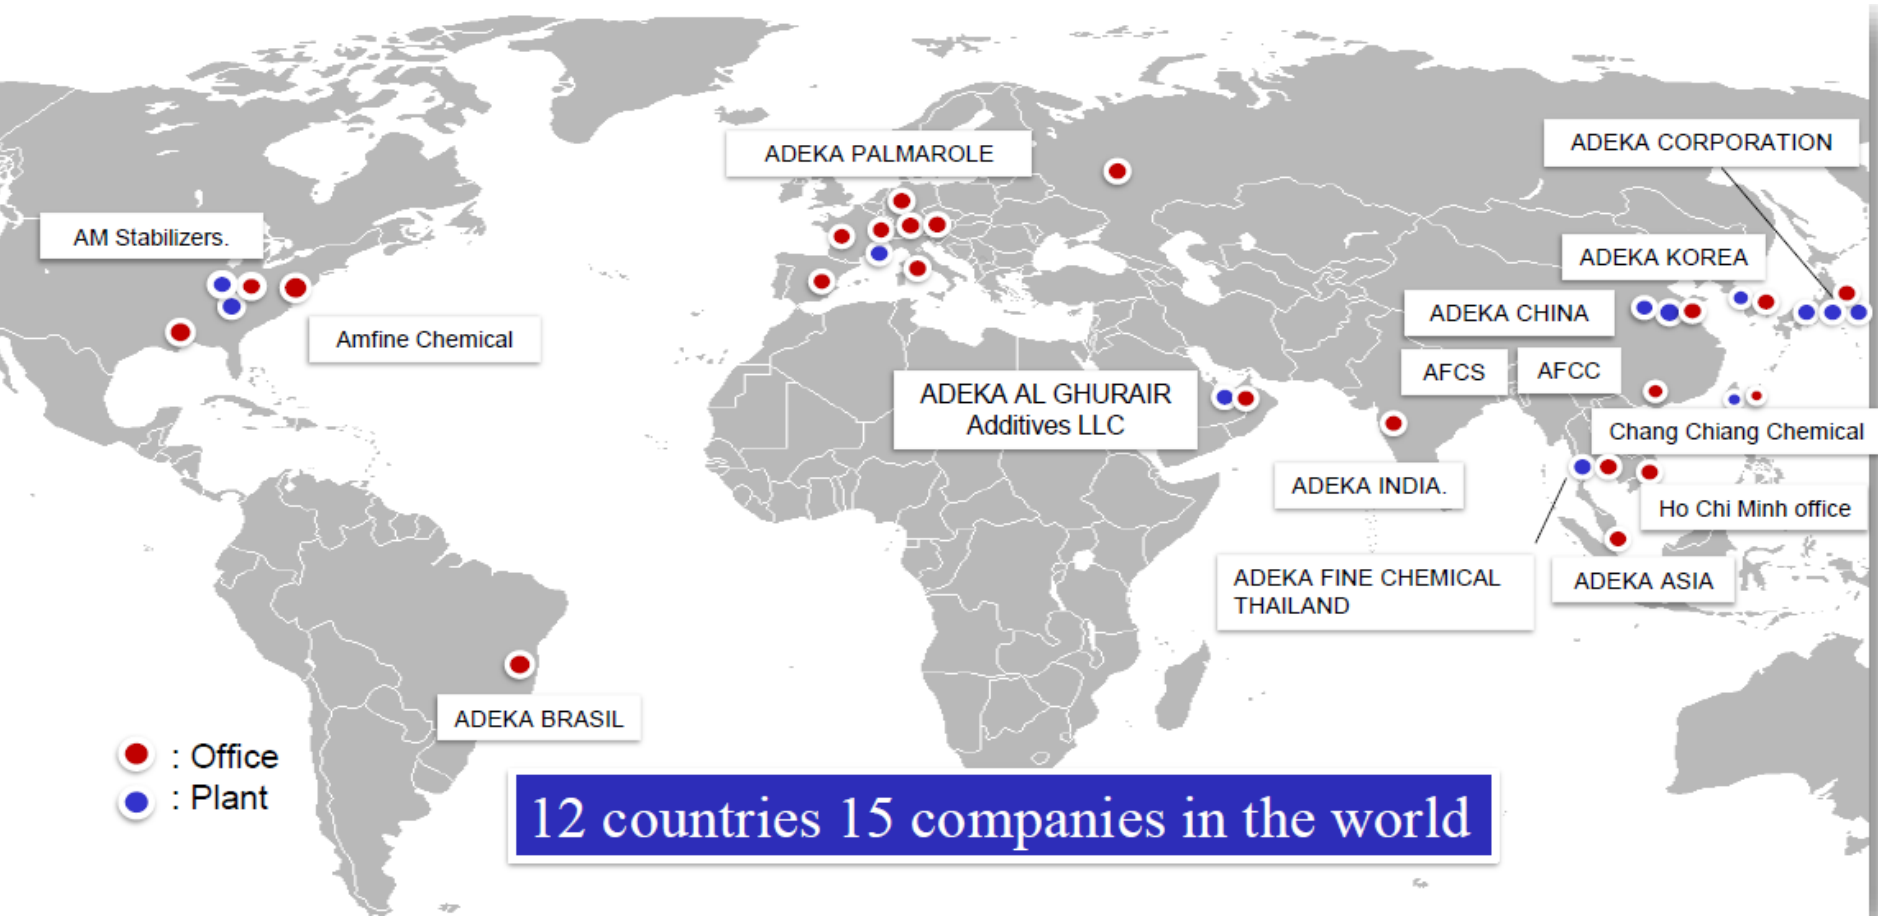 ADEKA CORPORATION
ADEKA PALMAROLE
AM Stabilizers.
ADEKA KOREA
ADEKA CHINA
Amfine Chemical
AFCS
AFCC
ADEKA AL GHURAIR
Additives LLC
Chang Chiang Chemical
ADEKA INDIA.
Ho Chi Minh office
ADEKA FINE CHEMICAL
THAILAND
ADEKA ASIA
ADEKA BRASIL
: Office
: Plant
12 countries 15 companies in the world